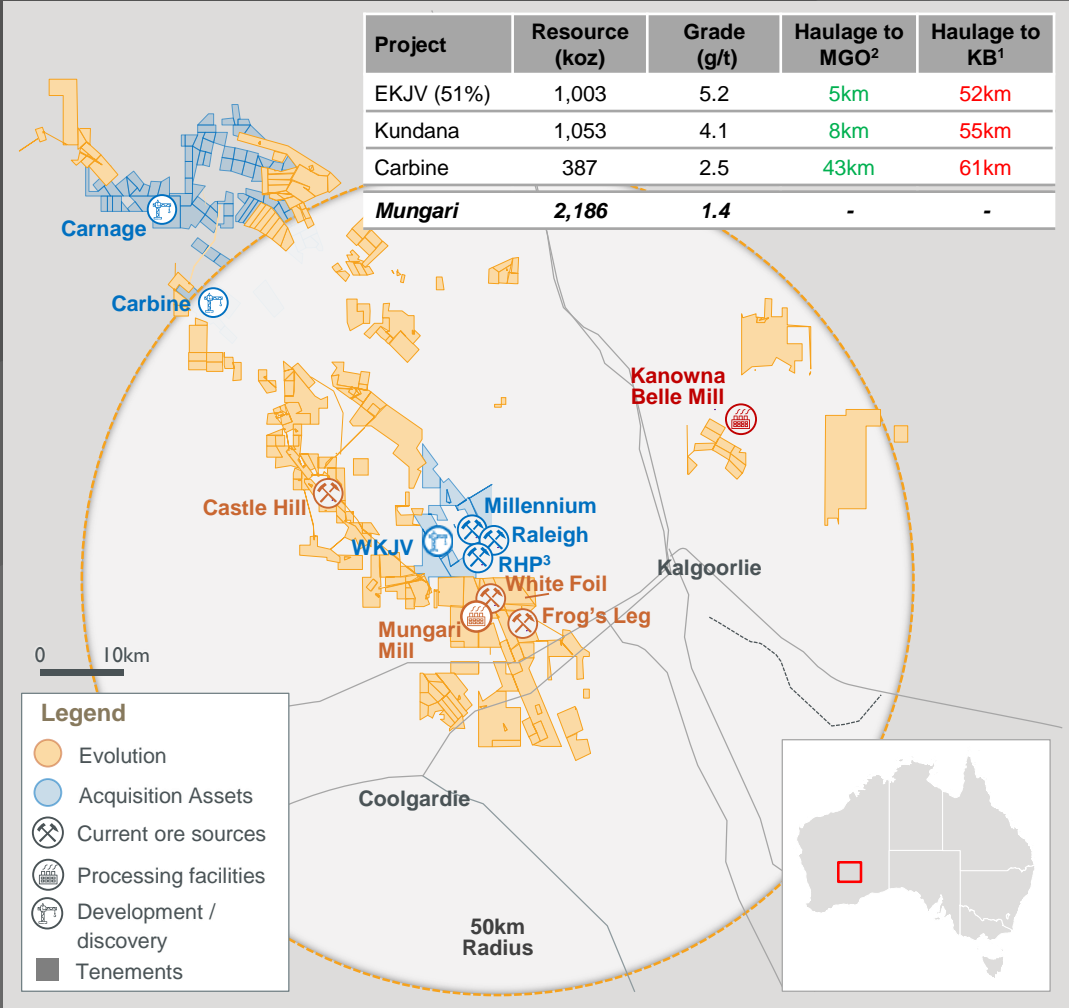 Project Resource (koz) Grade (g/t) Haulage to MGO² Haulage to KB¹
EKJV (51%) 1,003 5.2 5km 52km
Kundana 1,053 4.1 8km 55km
Carbine 387 2.5 43km 61km
Mungari 2,186 1.4 - -
Carnage
Carbine
Kanowna
Belle Mill
Castle Hill
Millennium
Raleigh
WKJV
RHP³
White Foil
Kalgoorlie
Frog's Leg
Mungari
Mill
0 10km
Legend
Evolution
Acquisition Assets
Current ore sources
Processing facilities
Development /
discovery
Tenements
Coolgardie
50km
Radius